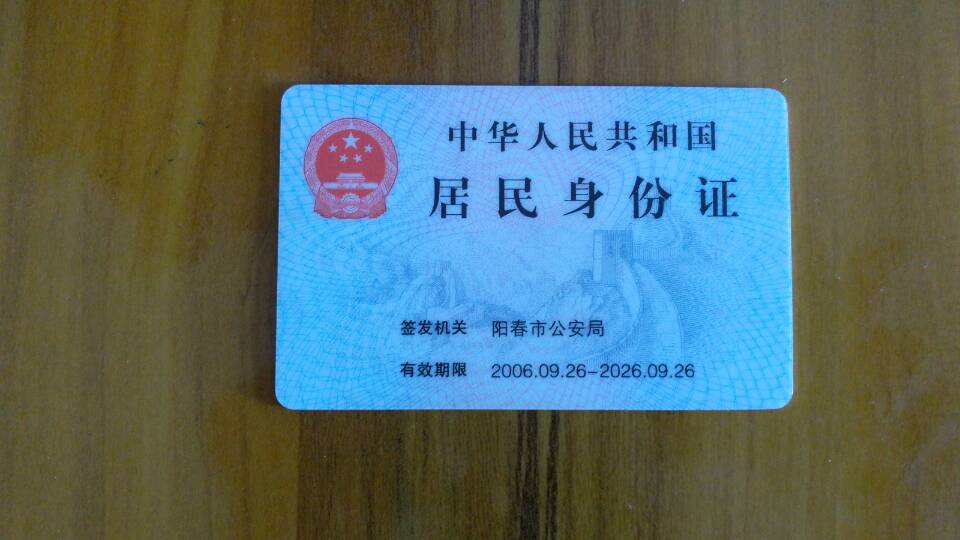 中华人民共和国
居民身份证
签发机关 阳春市公安局
有效期限 2006.09.26-2026.09.26